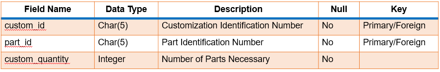 Field Name Data Type Description Null Key
custom_id Char(5) Customization Identification Number No Primary/Foreign
part_id Char(5) Part Identification Number No Primary/Foreign
custom_quantity Integer Number of Parts Necessary No